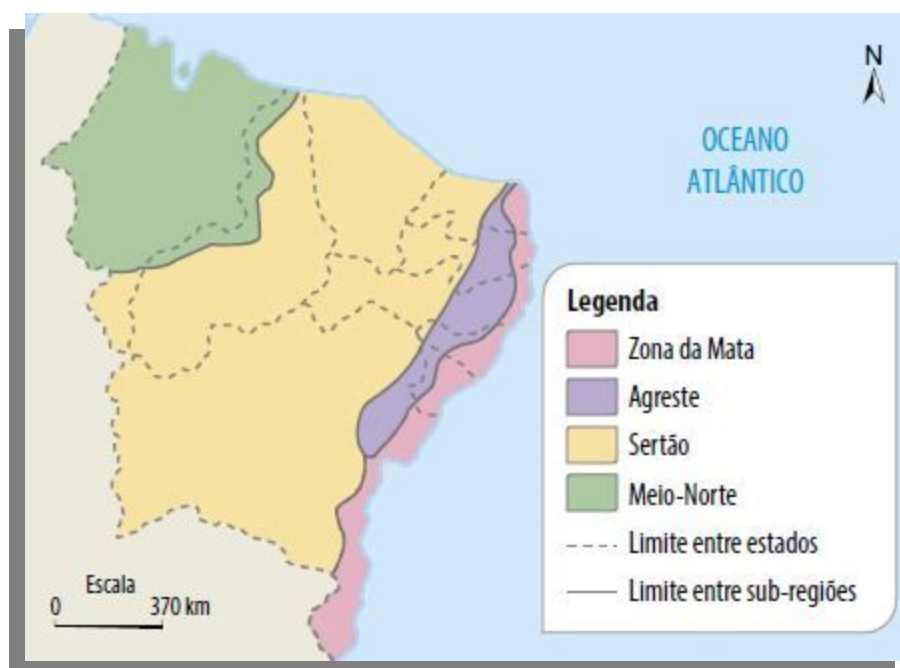 N
OCEANO
ATLÂNTICO
Legenda
Zona da Mata
Agreste
Sertão
Meio-Norte
Limite entre estados
Limite entre sub-regiões
Escala
0 370 km